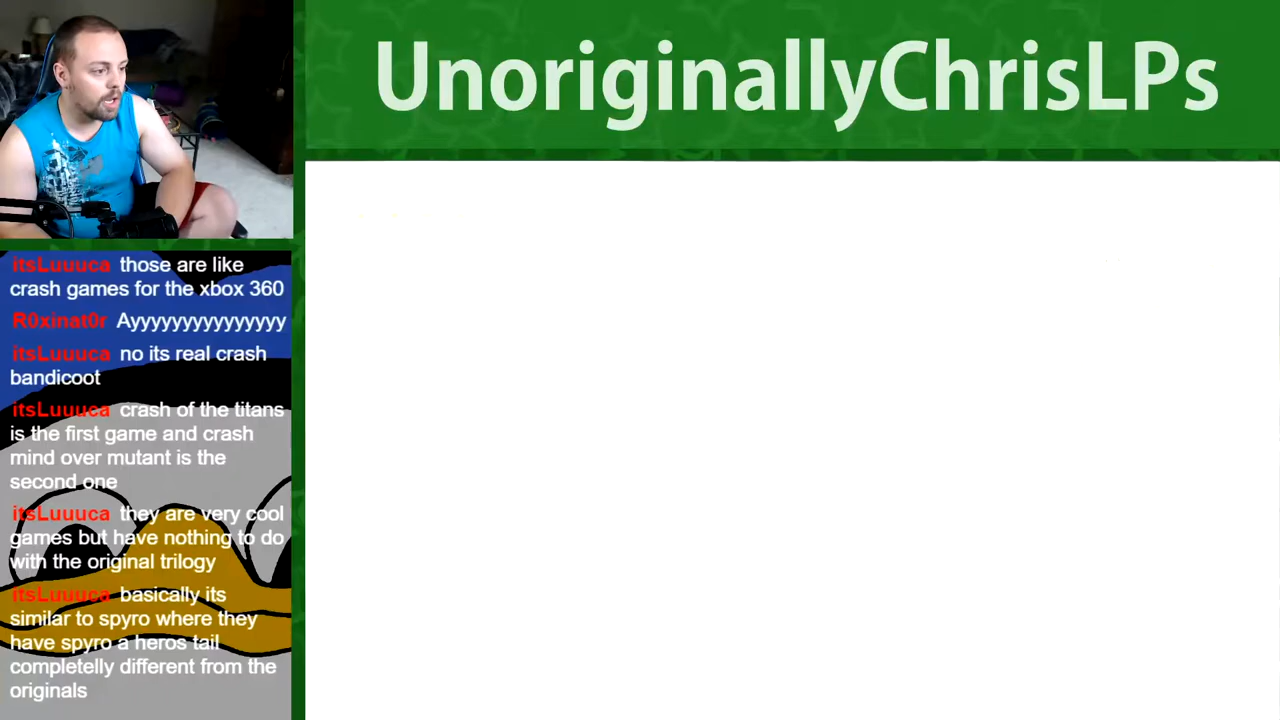 UnoriginallyChrisLPs
itsLuuuca those are like
crash games for the xbox 360
R0xinat0r Ayyyyyyyyyyyyyyy
itsLuuuca no its real crash
bandicoot
itsLuuuca crash of the titans
is the first game and crash
mind over mutant is the
second one
itsLuuuca they are very cool
games but have nothing to do
with the original trilogy
itsLuuuca basically its
similar to spyro where they
have spyro a heros tail
completelly different from the
originals